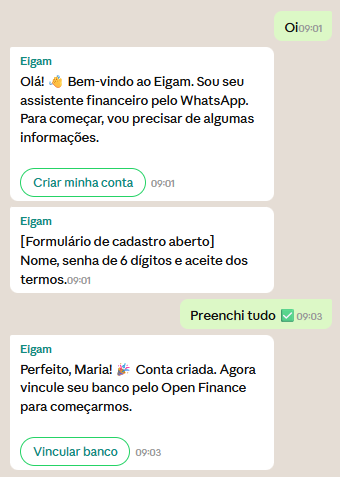 Oi 09:01
Eigam
Olá! 👋 Bem-vindo ao Eigam. Sou seu
assistente financeiro pelo WhatsApp.
Para começar, vou precisar de algumas
informações.
Criar minha conta 09:01
Eigam
[Formulário de cadastro aberto]
Nome, senha de 6 dígitos e aceite dos
termos. 09:01
Preenchi tudo ✅ 09:03
Eigam
Perfeito, Maria! 🎉 Conta criada. Agora
vincule seu banco pelo Open Finance
para começarmos.
Vincular banco 09:03